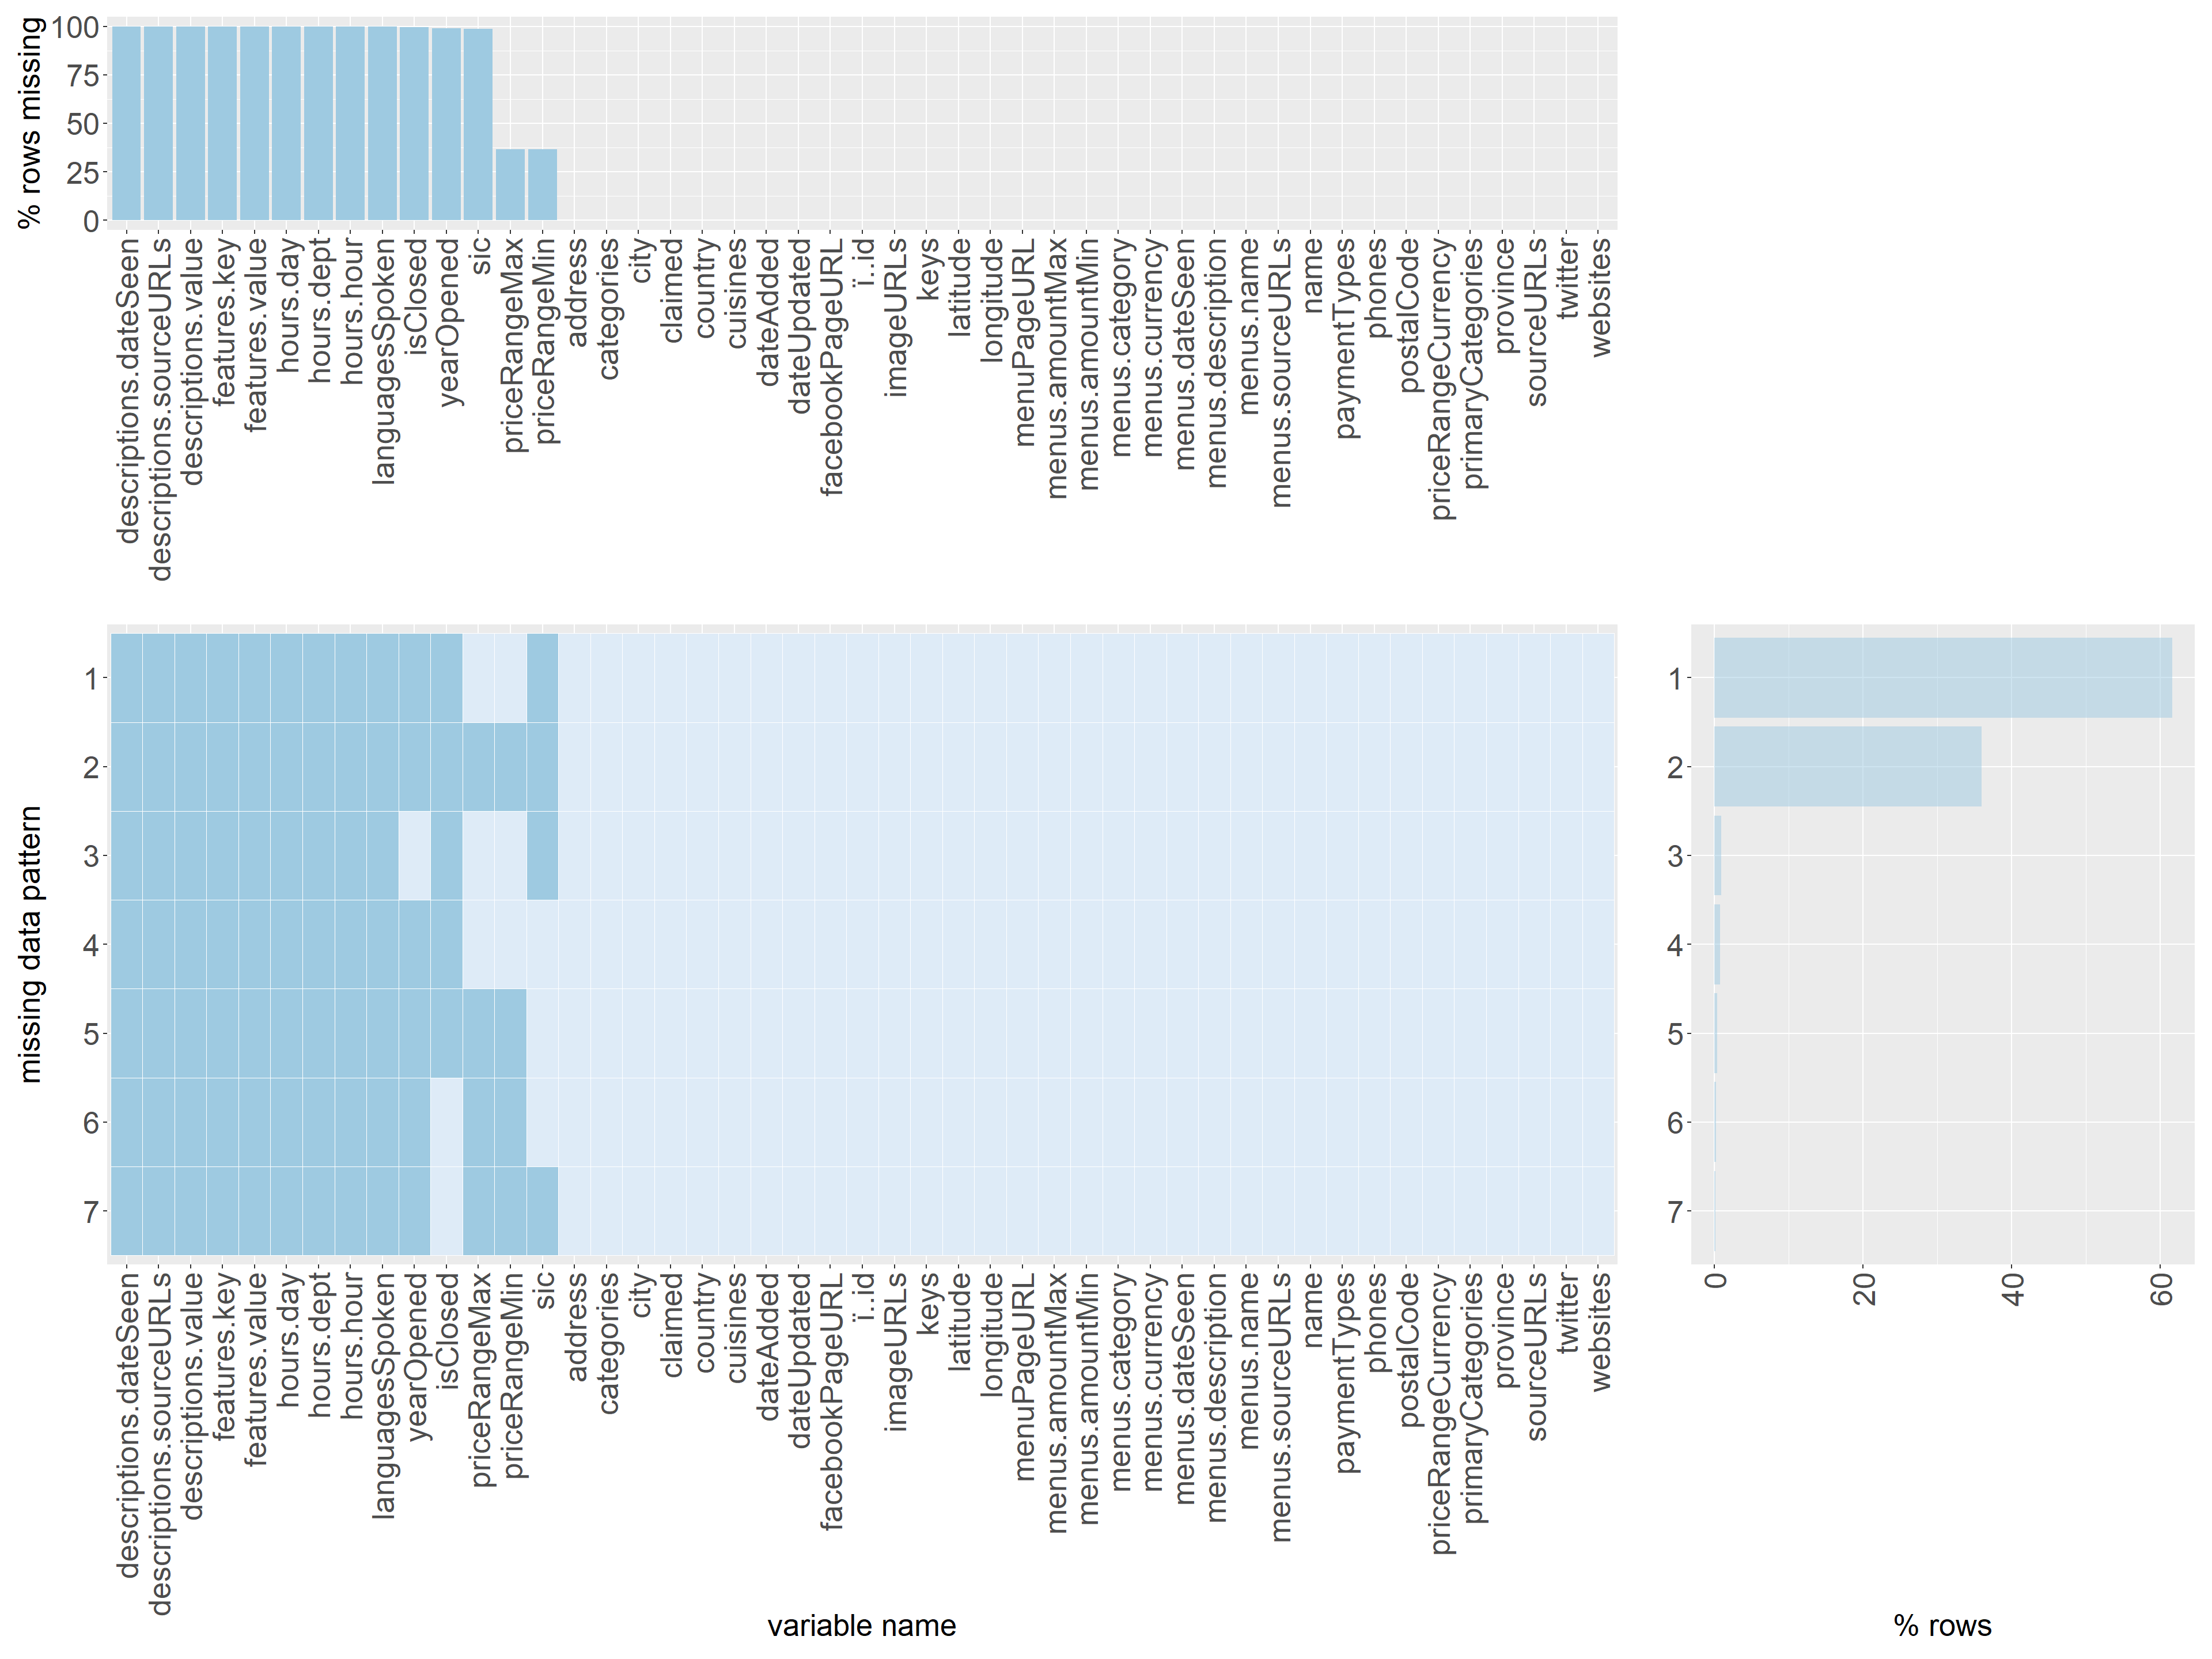 % rows missing
100
75
50
25
0
descriptions.dateSeen
descriptions.sourceURLs
descriptions.value
features.key
features.value
hours.day
hours.dept
hours.hour
languagesSpoken
isClosed
yearOpened
sic
priceRangeMax
priceRangeMin
address
categories
city
claimed
country
cuisines
dateAdded
dateUpdated
facebookPageURL
ï..id
imageURLs
keys
latitude
longitude
menuPageURL
menus.amountMax
menus.amountMin
menus.category
menus.currency
menus.dateSeen
menus.description
menus.name
menus.sourceURLs
name
paymentTypes
phones
postalCode
priceRangeCurrency
primaryCategories
province
sourceURLs
twitter
websites
missing data pattern
1
2
3
4
5
6
7
descriptions.dateSeen
descriptions.sourceURLs
descriptions.value
features.key
features.value
hours.day
hours.dept
hours.hour
languagesSpoken
yearOpened
isClosed
priceRangeMax
priceRangeMin
sic
address
categories
city
claimed
country
cuisines
dateAdded
dateUpdated
facebookPageURL
ï..id
imageURLs
keys
latitude
longitude
menuPageURL
menus.amountMax
menus.amountMin
menus.category
menus.currency
menus.dateSeen
menus.description
menus.name
menus.sourceURLs
name
paymentTypes
phones
postalCode
priceRangeCurrency
primaryCategories
province
sourceURLs
twitter
websites
variable name
1
2
3
4
5
6
7
0
20
40
60
% rows